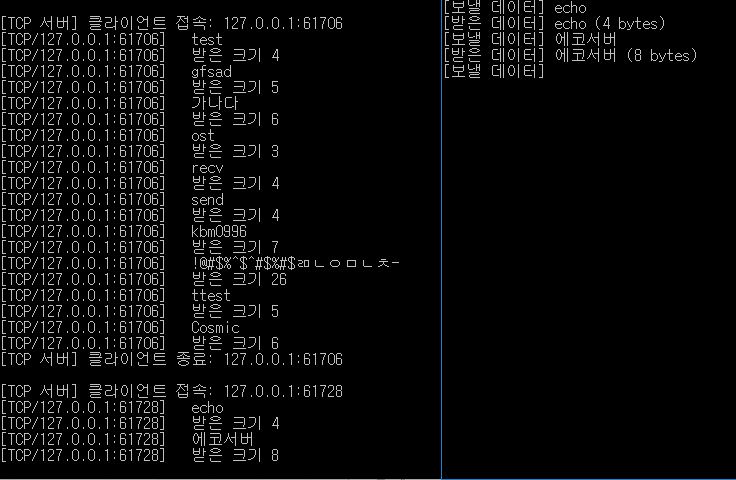 [TCP 서버] 클라이언트 접속: 127.0.0.1:61706
[TCP/127.0.0.1:61706] test
[TCP/127.0.0.1:61706] 받은 크기 4
[TCP/127.0.0.1:61706] gfsad
[TCP/127.0.0.1:61706] 받은 크기 5
[TCP/127.0.0.1:61706] 가나다
[TCP/127.0.0.1:61706] 받은 크기 6
[TCP/127.0.0.1:61706] ost
[TCP/127.0.0.1:61706] 받은 크기 3
[TCP/127.0.0.1:61706] recv
[TCP/127.0.0.1:61706] 받은 크기 4
[TCP/127.0.0.1:61706] send
[TCP/127.0.0.1:61706] 받은 크기 4
[TCP/127.0.0.1:61706] kbm0996
[TCP/127.0.0.1:61706] 받은 크기 7
[TCP/127.0.0.1:61706] !@#$%^$^#$%#$ㄻㄴㅇㅁㄴㅊ-
[TCP/127.0.0.1:61706] 받은 크기 26
[TCP/127.0.0.1:61706] ttest
[TCP/127.0.0.1:61706] 받은 크기 5
[TCP/127.0.0.1:61706] Cosmic
[TCP/127.0.0.1:61706] 받은 크기 6
[TCP 서버] 클라이언트 종료: 127.0.0.1:61706
[TCP 서버] 클라이언트 접속: 127.0.0.1:61728
[TCP/127.0.0.1:61728] echo
[TCP/127.0.0.1:61728] 받은 크기 4
[TCP/127.0.0.1:61728] 에코서버
[TCP/127.0.0.1:61728] 받은 크기 8
[보낼 데이터] echo
[받은 데이터] echo (4 bytes)
[보낼 데이터] 에코서버
[받은 데이터] 에코서버 (8 bytes)
[보낼 데이터]